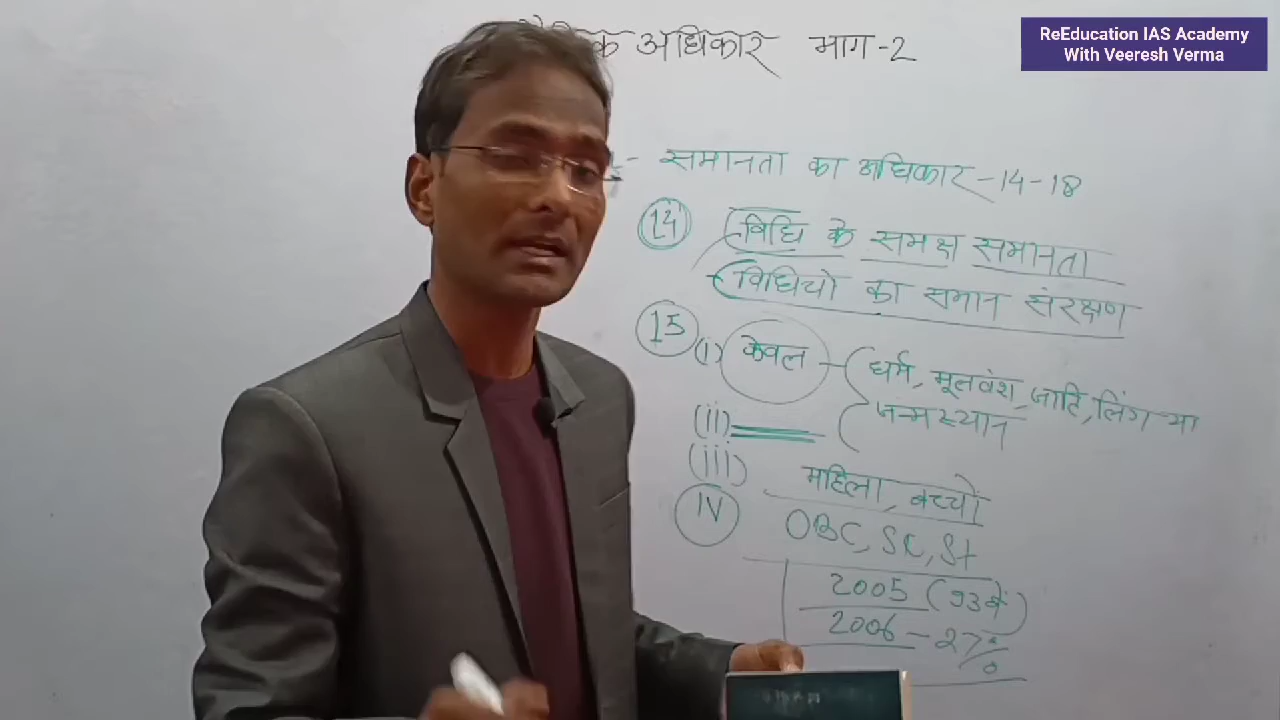 ReEducation IAS Academy
With Veeresh Verma
अधिकार भाग-2
- समानता का अधिकार-14-18
14 विधि के समक्ष समानता
विधियो का समान संरक्षण
15 (i) केवल धर्म, मूलवंश, जाति, लिंग या
जन्मस्थान
(ii)
(iii) महिला, बच्चो
IV OBC, SC, ST
2005 (93वें)
2006 - 27%